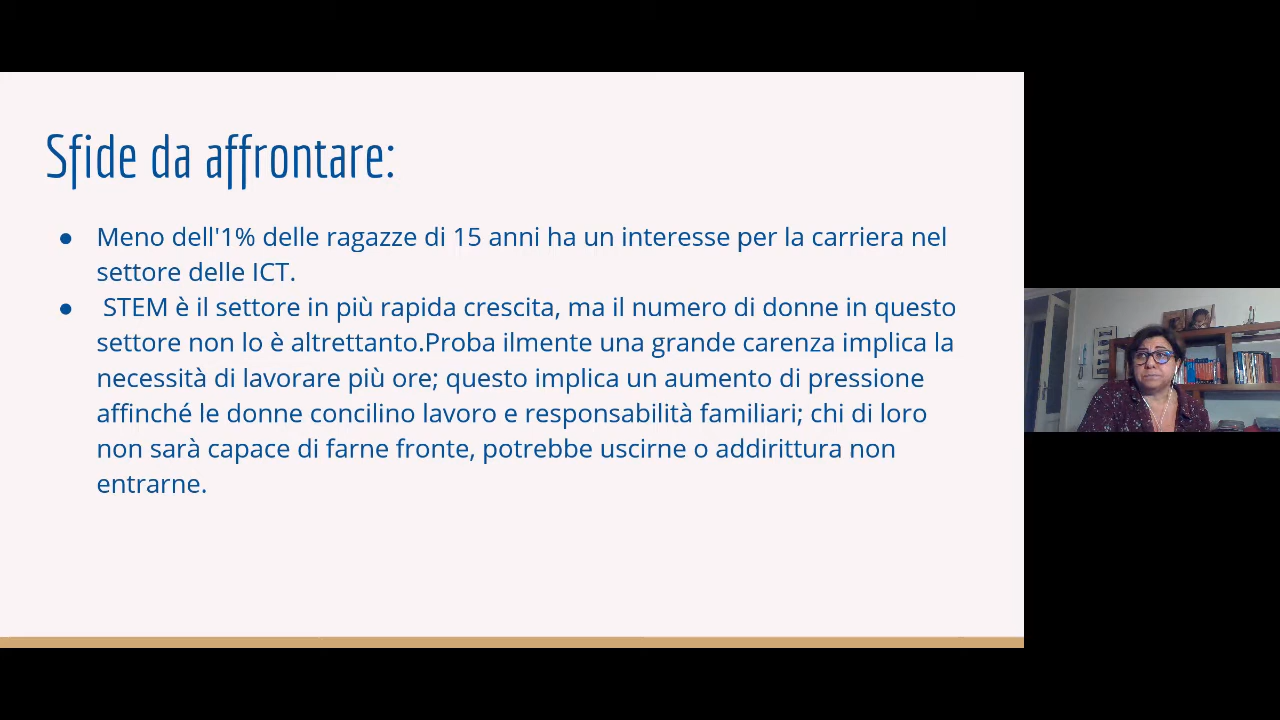 Sfide da affrontare:
● Meno dell'1% delle ragazze di 15 anni ha un interesse per la carriera nel
settore delle ICT.
● STEM è il settore in più rapida crescita, ma il numero di donne in questo
settore non lo è altrettanto.Proba ilmente una grande carenza implica la
necessità di lavorare più ore; questo implica un aumento di pressione
affinché le donne concilino lavoro e responsabilità familiari; chi di loro
non sarà capace di farne fronte, potrebbe uscirne o addirittura non
entrarne.